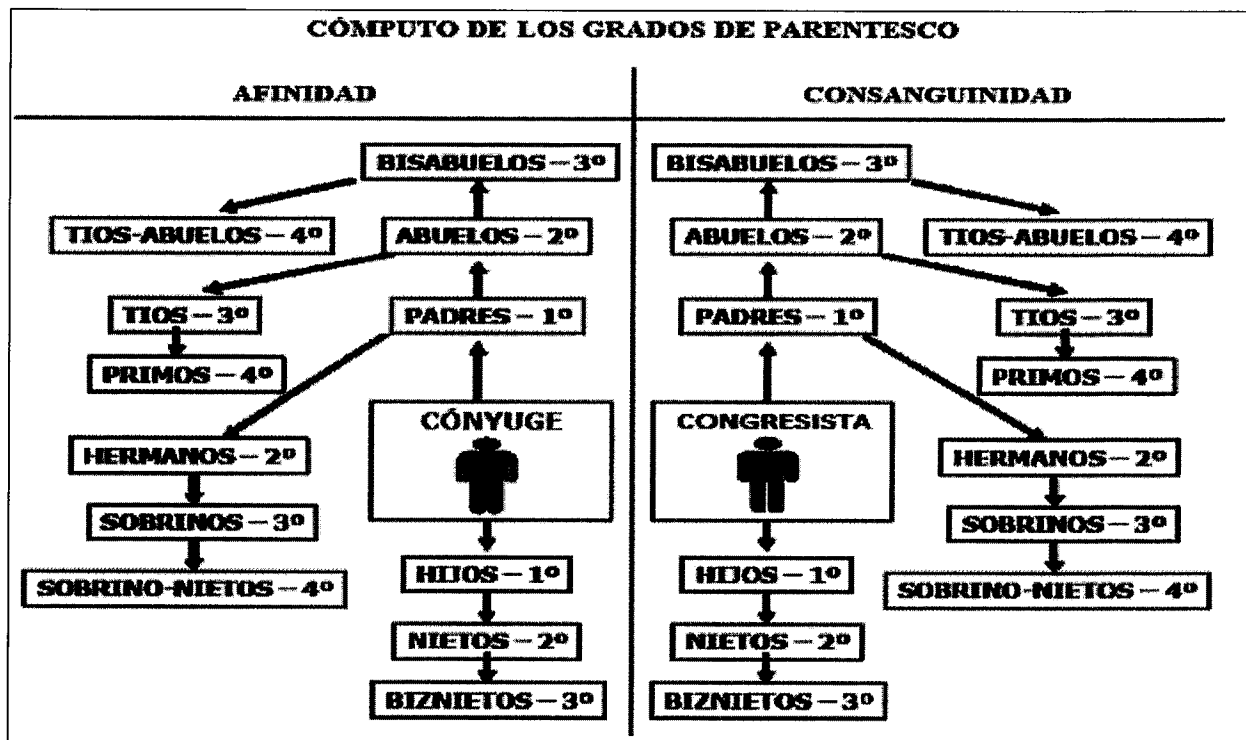 CÓMPUTO DE LOS GRADOS DE PARENTESCO
AFINIDAD
BISABUELOS – 3º
TIOS-ABUELOS – 4º
ABUELOS – 2º
TIOS – 3º
PADRES – 1º
PRIMOS – 4º
CÓNYUGE
HERMANOS – 2º
SOBRINOS – 3º
HIJOS – 1º
SOBRINO-NIETOS – 4º
NIETOS – 2º
BIZNIETOS – 3º
CONSANGUINIDAD
BISABUELOS – 3º
ABUELOS – 2º
TIOS-ABUELOS – 4º
PADRES – 1º
TIOS – 3º
PRIMOS – 4º
CONGRESISTA
HERMANOS – 2º
SOBRINOS – 3º
HIJOS – 1º
SOBRINO-NIETOS – 4º
NIETOS – 2º
BIZNIETOS – 3º